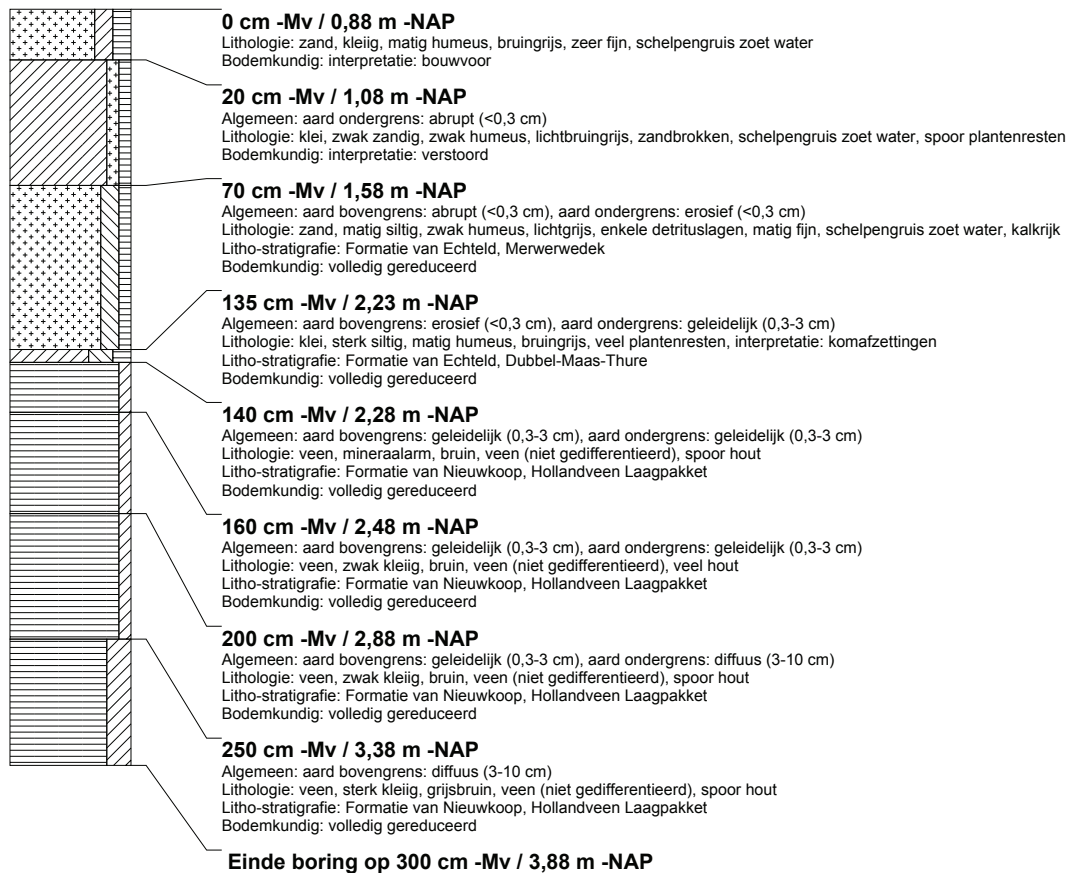 0 cm -Mv / 0,88 m -NAP
Lithologie: zand, kleiig, matig humeus, bruingrijs, zeer fijn, schelpengruis zoet water
Bodemkundig: interpretatie: bouwvoor
20 cm -Mv / 1,08 m -NAP
Algemeen: aard ondergrens: abrupt (<0,3 cm)
Lithologie: klei, zwak zandig, zwak humeus, lichtbruingrijs, zandbrokken, schelpengruis zoet water, spoor plantenresten
Bodemkundig: interpretatie: verstoord
70 cm -Mv / 1,58 m -NAP
Algemeen: aard bovengrens: abrupt (<0,3 cm), aard ondergrens: erosief (<0,3 cm)
Lithologie: zand, matig siltig, zwak humeus, lichtgrijs, enkele detrituslagen, matig fijn, schelpengruis zoet water, kalkrijk
Litho-stratigrafie: Formatie van Echteld, Merwerwedek
Bodemkundig: volledig gereduceerd
135 cm -Mv / 2,23 m -NAP
Algemeen: aard bovengrens: erosief (<0,3 cm), aard ondergrens: geleidelijk (0,3-3 cm)
Lithologie: klei, sterk siltig, matig humeus, bruingrijs, veel plantenresten, interpretatie: komafzettingen
Litho-stratigrafie: Formatie van Echteld, Dubbel-Maas-Thure
Bodemkundig: volledig gereduceerd
140 cm -Mv / 2,28 m -NAP
Algemeen: aard bovengrens: geleidelijk (0,3-3 cm), aard ondergrens: geleidelijk (0,3-3 cm)
Lithologie: veen, mineraalarm, bruin, veen (niet gedifferentieerd), spoor hout
Litho-stratigrafie: Formatie van Nieuwkoop, Hollandveen Laagpakket
Bodemkundig: volledig gereduceerd
160 cm -Mv / 2,48 m -NAP
Algemeen: aard bovengrens: geleidelijk (0,3-3 cm), aard ondergrens: geleidelijk (0,3-3 cm)
Lithologie: veen, zwak kleiig, bruin, veen (niet gedifferentieerd), veel hout
Litho-stratigrafie: Formatie van Nieuwkoop, Hollandveen Laagpakket
Bodemkundig: volledig gereduceerd
200 cm -Mv / 2,88 m -NAP
Algemeen: aard bovengrens: geleidelijk (0,3-3 cm), aard ondergrens: diffuus (3-10 cm)
Lithologie: veen, zwak kleiig, bruin, veen (niet gedifferentieerd), spoor hout
Litho-stratigrafie: Formatie van Nieuwkoop, Hollandveen Laagpakket
Bodemkundig: volledig gereduceerd
250 cm -Mv / 3,38 m -NAP
Algemeen: aard bovengrens: diffuus (3-10 cm)
Lithologie: veen, sterk kleiig, grijsbruin, veen (niet gedifferentieerd), spoor hout
Litho-stratigrafie: Formatie van Nieuwkoop, Hollandveen Laagpakket
Bodemkundig: volledig gereduceerd
Einde boring op 300 cm -Mv / 3,88 m -NAP